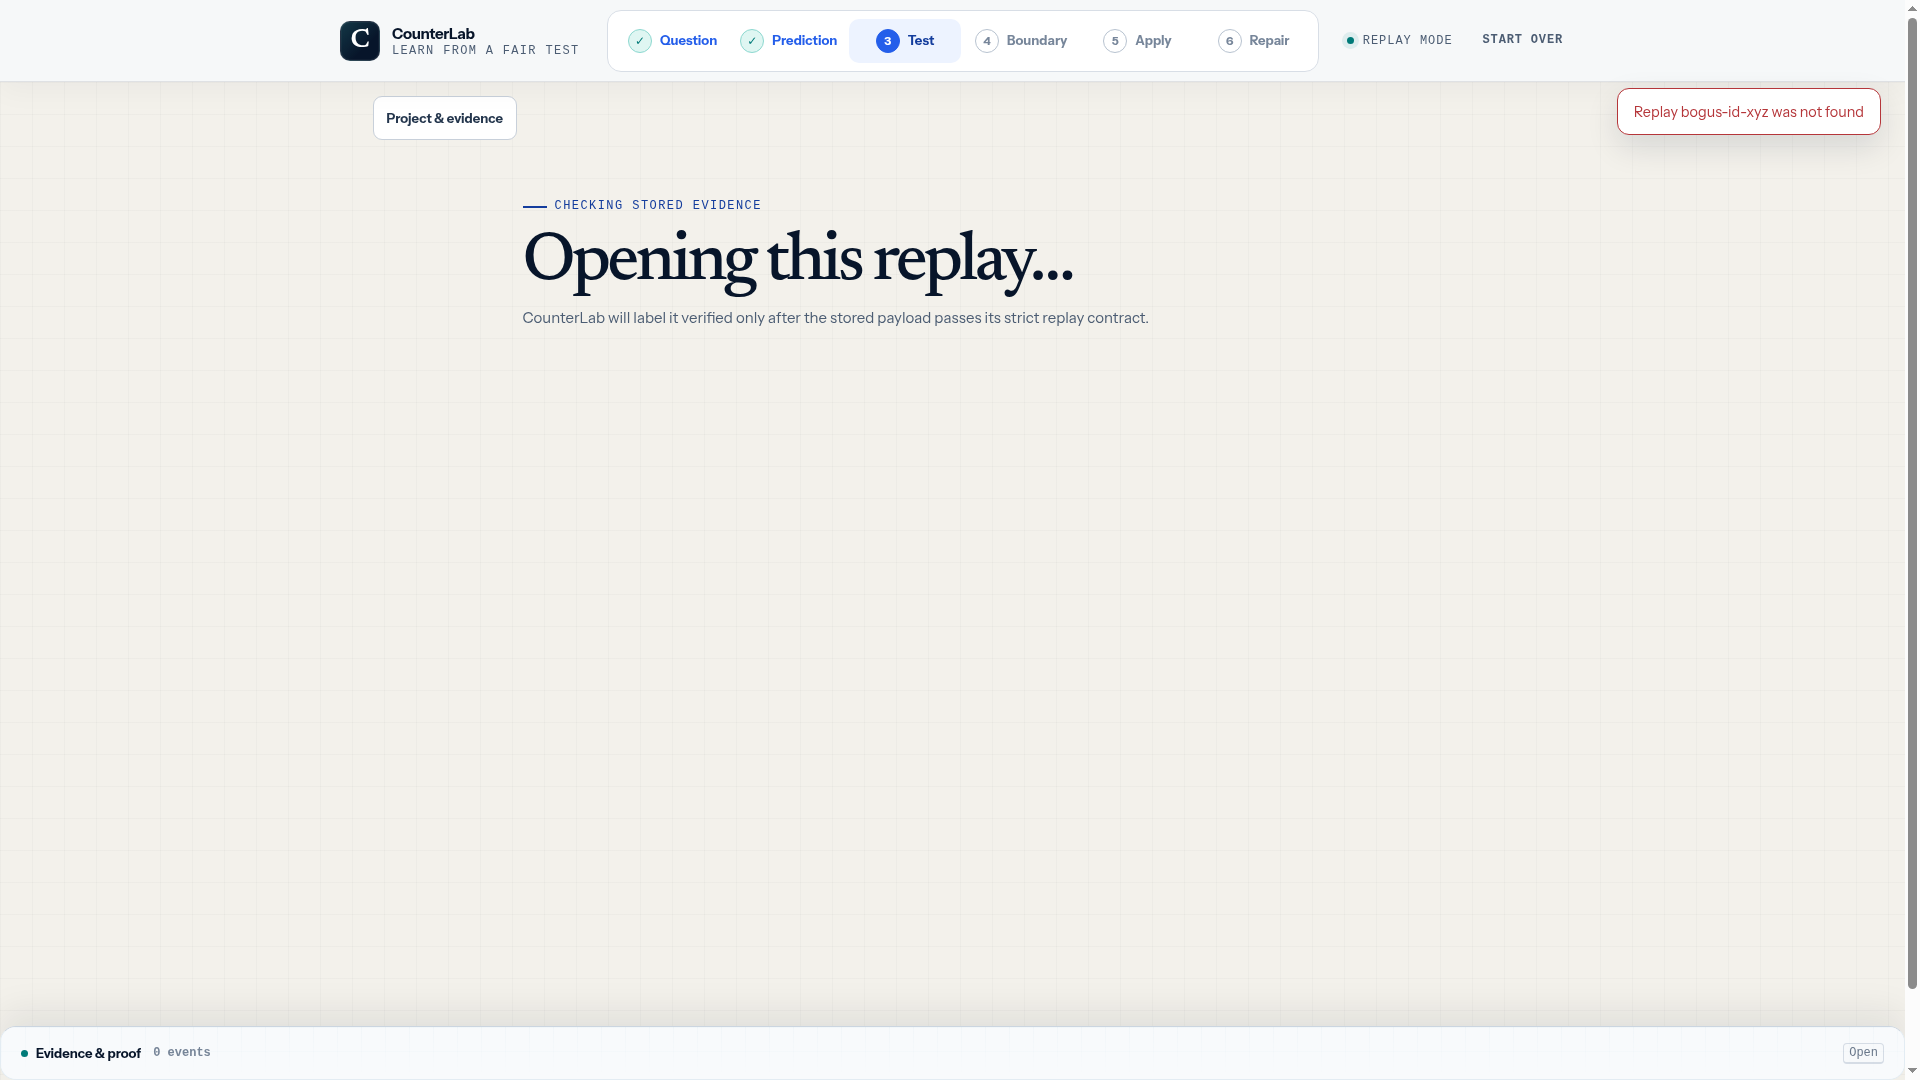 C
CounterLab
LEARN FROM A FAIR TEST
✓ Question
✓ Prediction
3 Test
4 Boundary
5 Apply
6 Repair
REPLAY MODE
START OVER
Project & evidence
Replay bogus-id-xyz was not found
CHECKING STORED EVIDENCE
Opening this replay...
CounterLab will label it verified only after the stored payload passes its strict replay contract.
Evidence & proof 0 events
Open